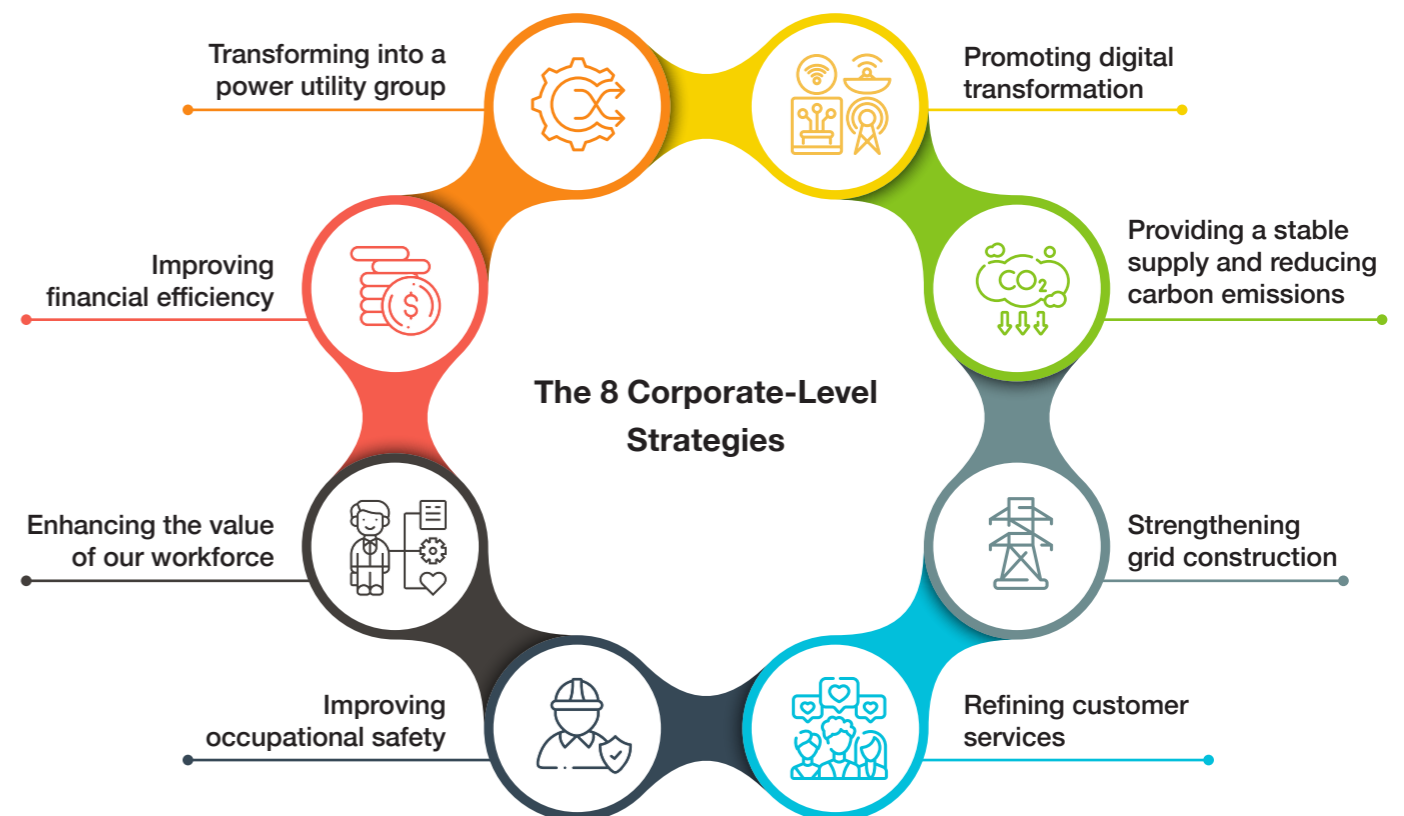 Transforming into a
power utility group
Promoting digital
transformation
Improving
financial efficiency
CO₂
Providing a stable
supply and reducing
carbon emissions
$
The 8 Corporate-Level
Strategies
Enhancing the value
of our workforce
Strengthening
grid construction
Improving
occupational safety
Refining customer
services